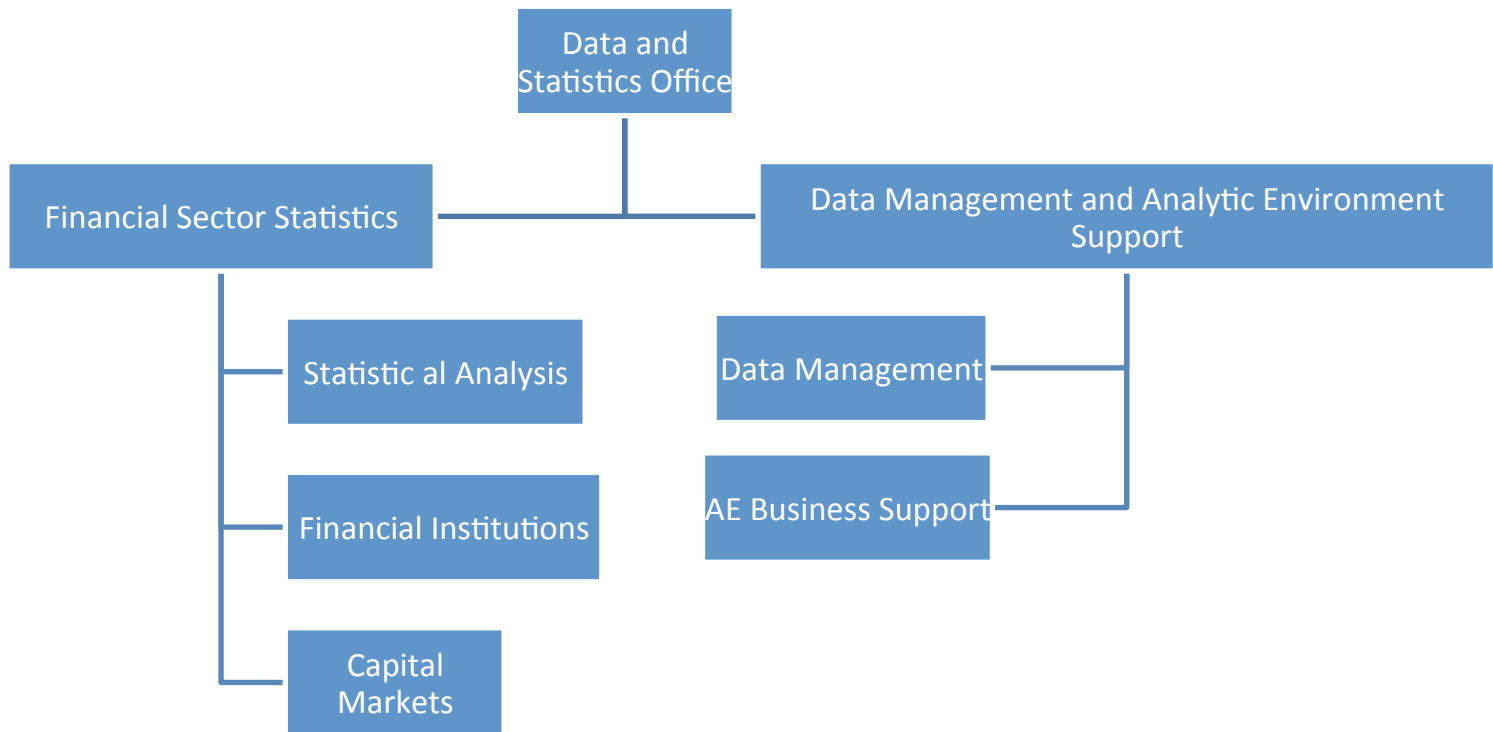 Data and
Statistics Office
Financial Sector Statistics
Data Management and Analytic Environment
Support
Statistic al Analysis
Data Management
Financial Institutions
AE Business Support
Capital
Markets